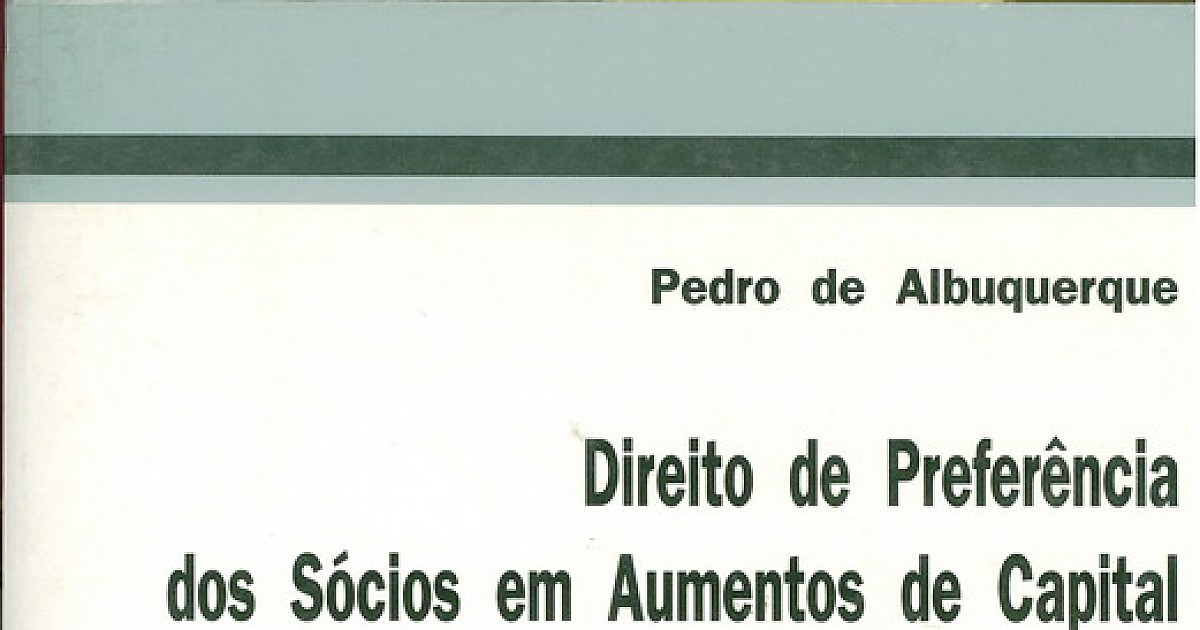 Pedro de Albuquerque
Direito de Preferência
dos Sócios em Aumentos de Capital